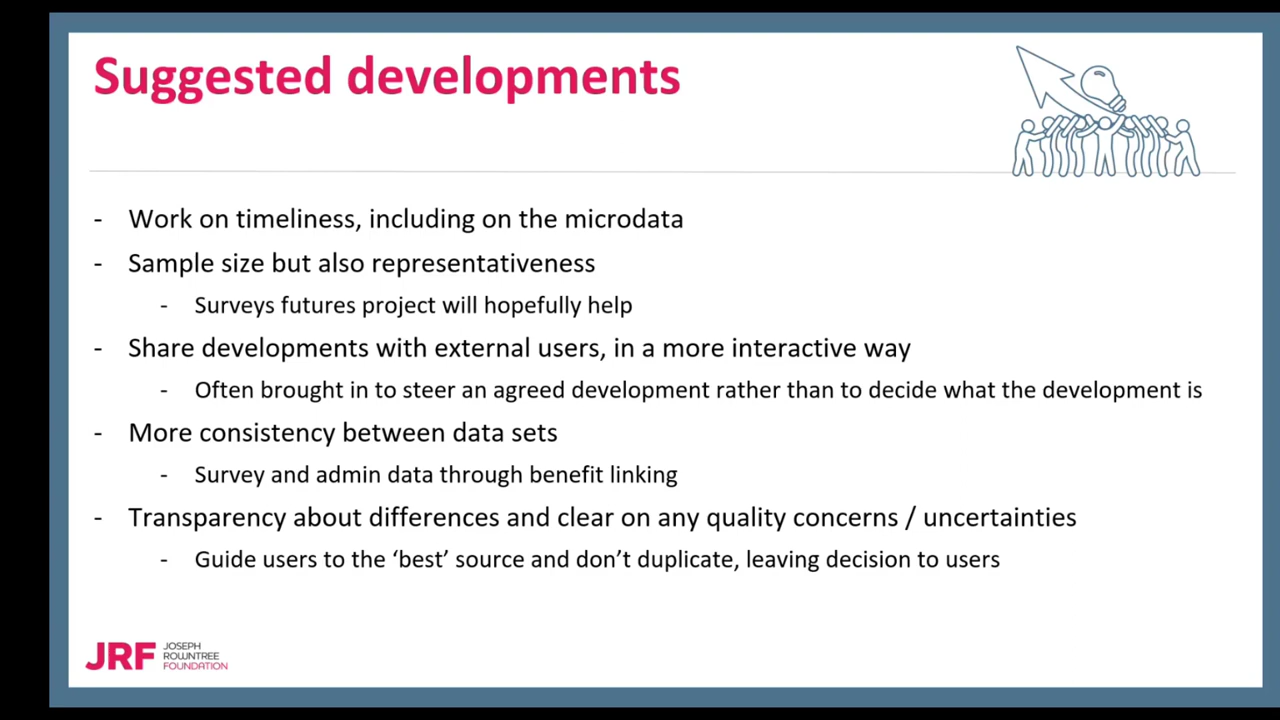 Suggested developments
- Work on timeliness, including on the microdata
- Sample size but also representativeness
- Surveys futures project will hopefully help
- Share developments with external users, in a more interactive way
- Often brought in to steer an agreed development rather than to decide what the development is
- More consistency between data sets
- Survey and admin data through benefit linking
- Transparency about differences and clear on any quality concerns / uncertainties
- Guide users to the ‘best’ source and don’t duplicate, leaving decision to users
JRF
JOSEPH
ROWNTREE
FOUNDATION